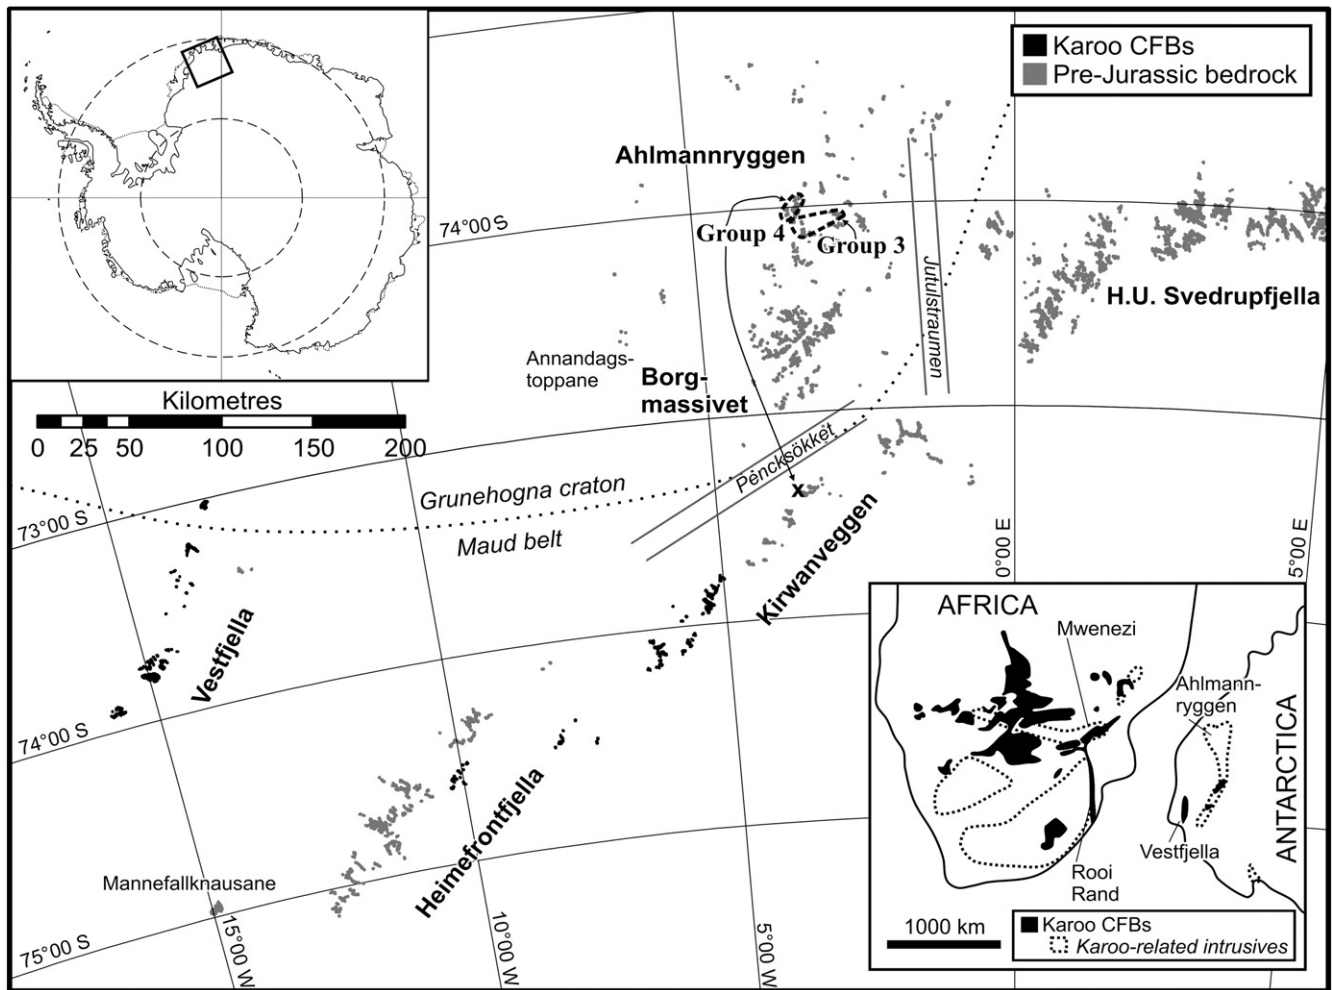 Karoo CFBs
Pre-Jurassic bedrock
Ahlmannryggen
74°00 S
Group 4
Group 3
Jutulstraumen
H.U. Svedrupfjella
Annandags-
toppane
Borg-
massivet
Kilometres
0 25 50 100 150 200
Pencksökket
Grunehogna craton
Maud belt
73°00 S
x
Kirwanveggen
0°00 E
5°00 E
Vestfjella
74°00 S
Heimefrontfjella
Mannefallknausane
75°00 S
15°00 W
10°00 W
5°00 W
AFRICA
Mwenezi
Ahlmann-
ryggen
ANTARCTICA
Vestfjella
Rooi
Rand
1000 km
Karoo CFBs
Karoo-related intrusives